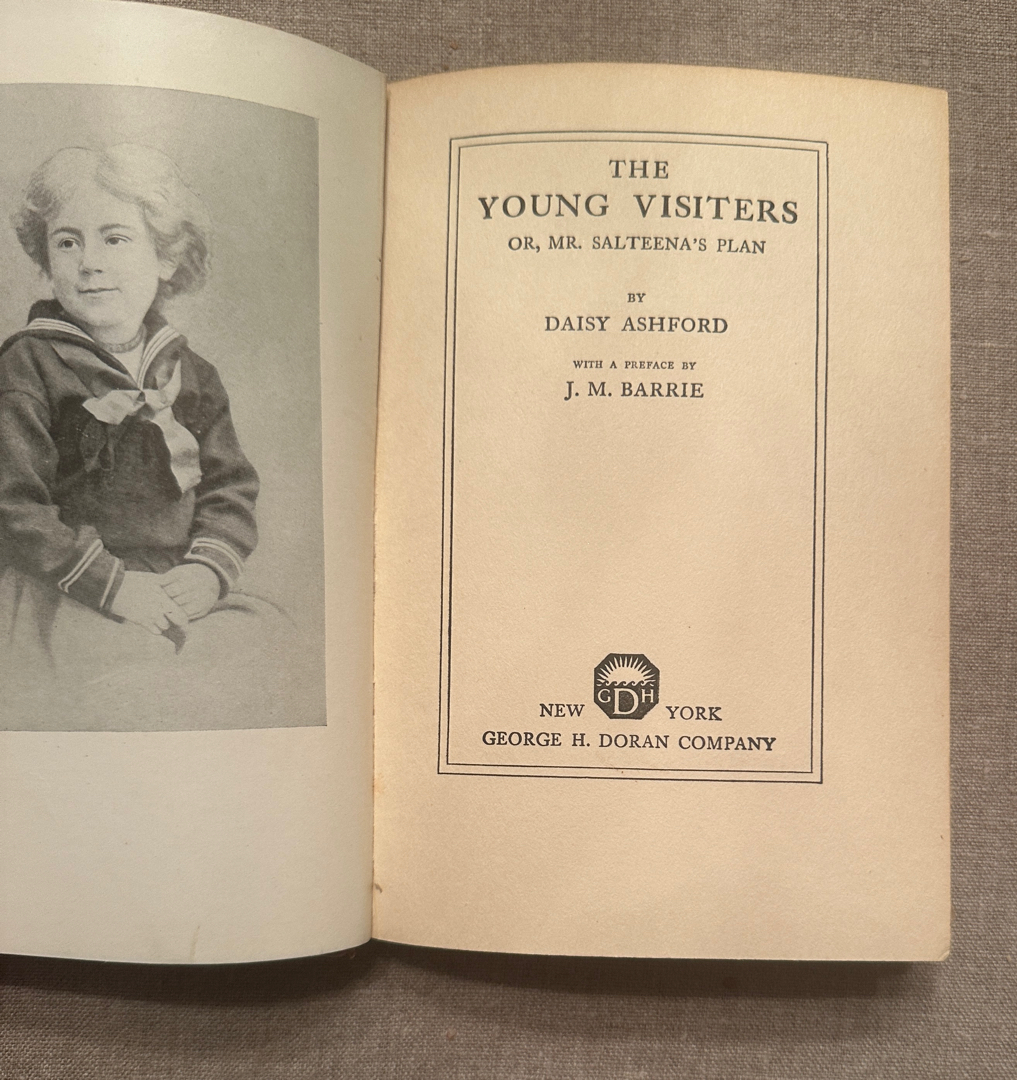 THE
YOUNG VISITERS
OR, MR. SALTEENA'S PLAN
BY
DAISY ASHFORD
WITH A PREFACE BY
J. M. BARRIE
GDH
NEW YORK
GEORGE H. DORAN COMPANY